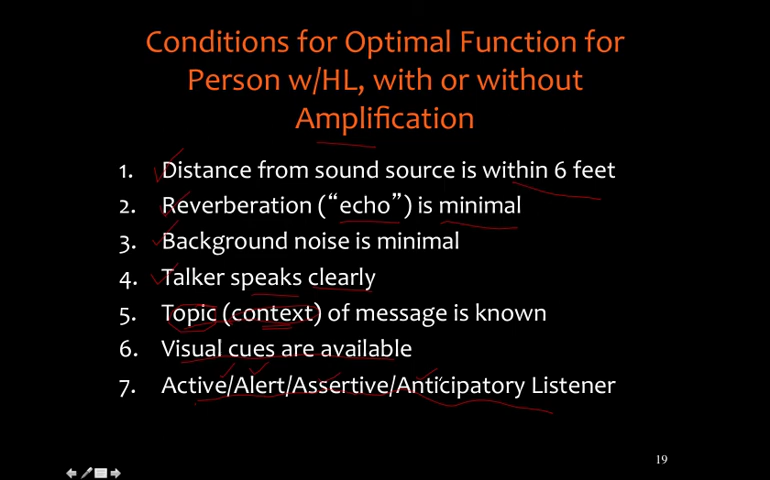 Conditions for Optimal Function for
Person w/HL, with or without
Amplification
1. Distance from sound source is within 6 feet
2. Reverberation (“echo”) is minimal
3. Background noise is minimal
4. Talker speaks clearly
5. Topic (context) of message is known
6. Visual cues are available
7. Active/Alert/Assertive/Anticipatory Listener
19